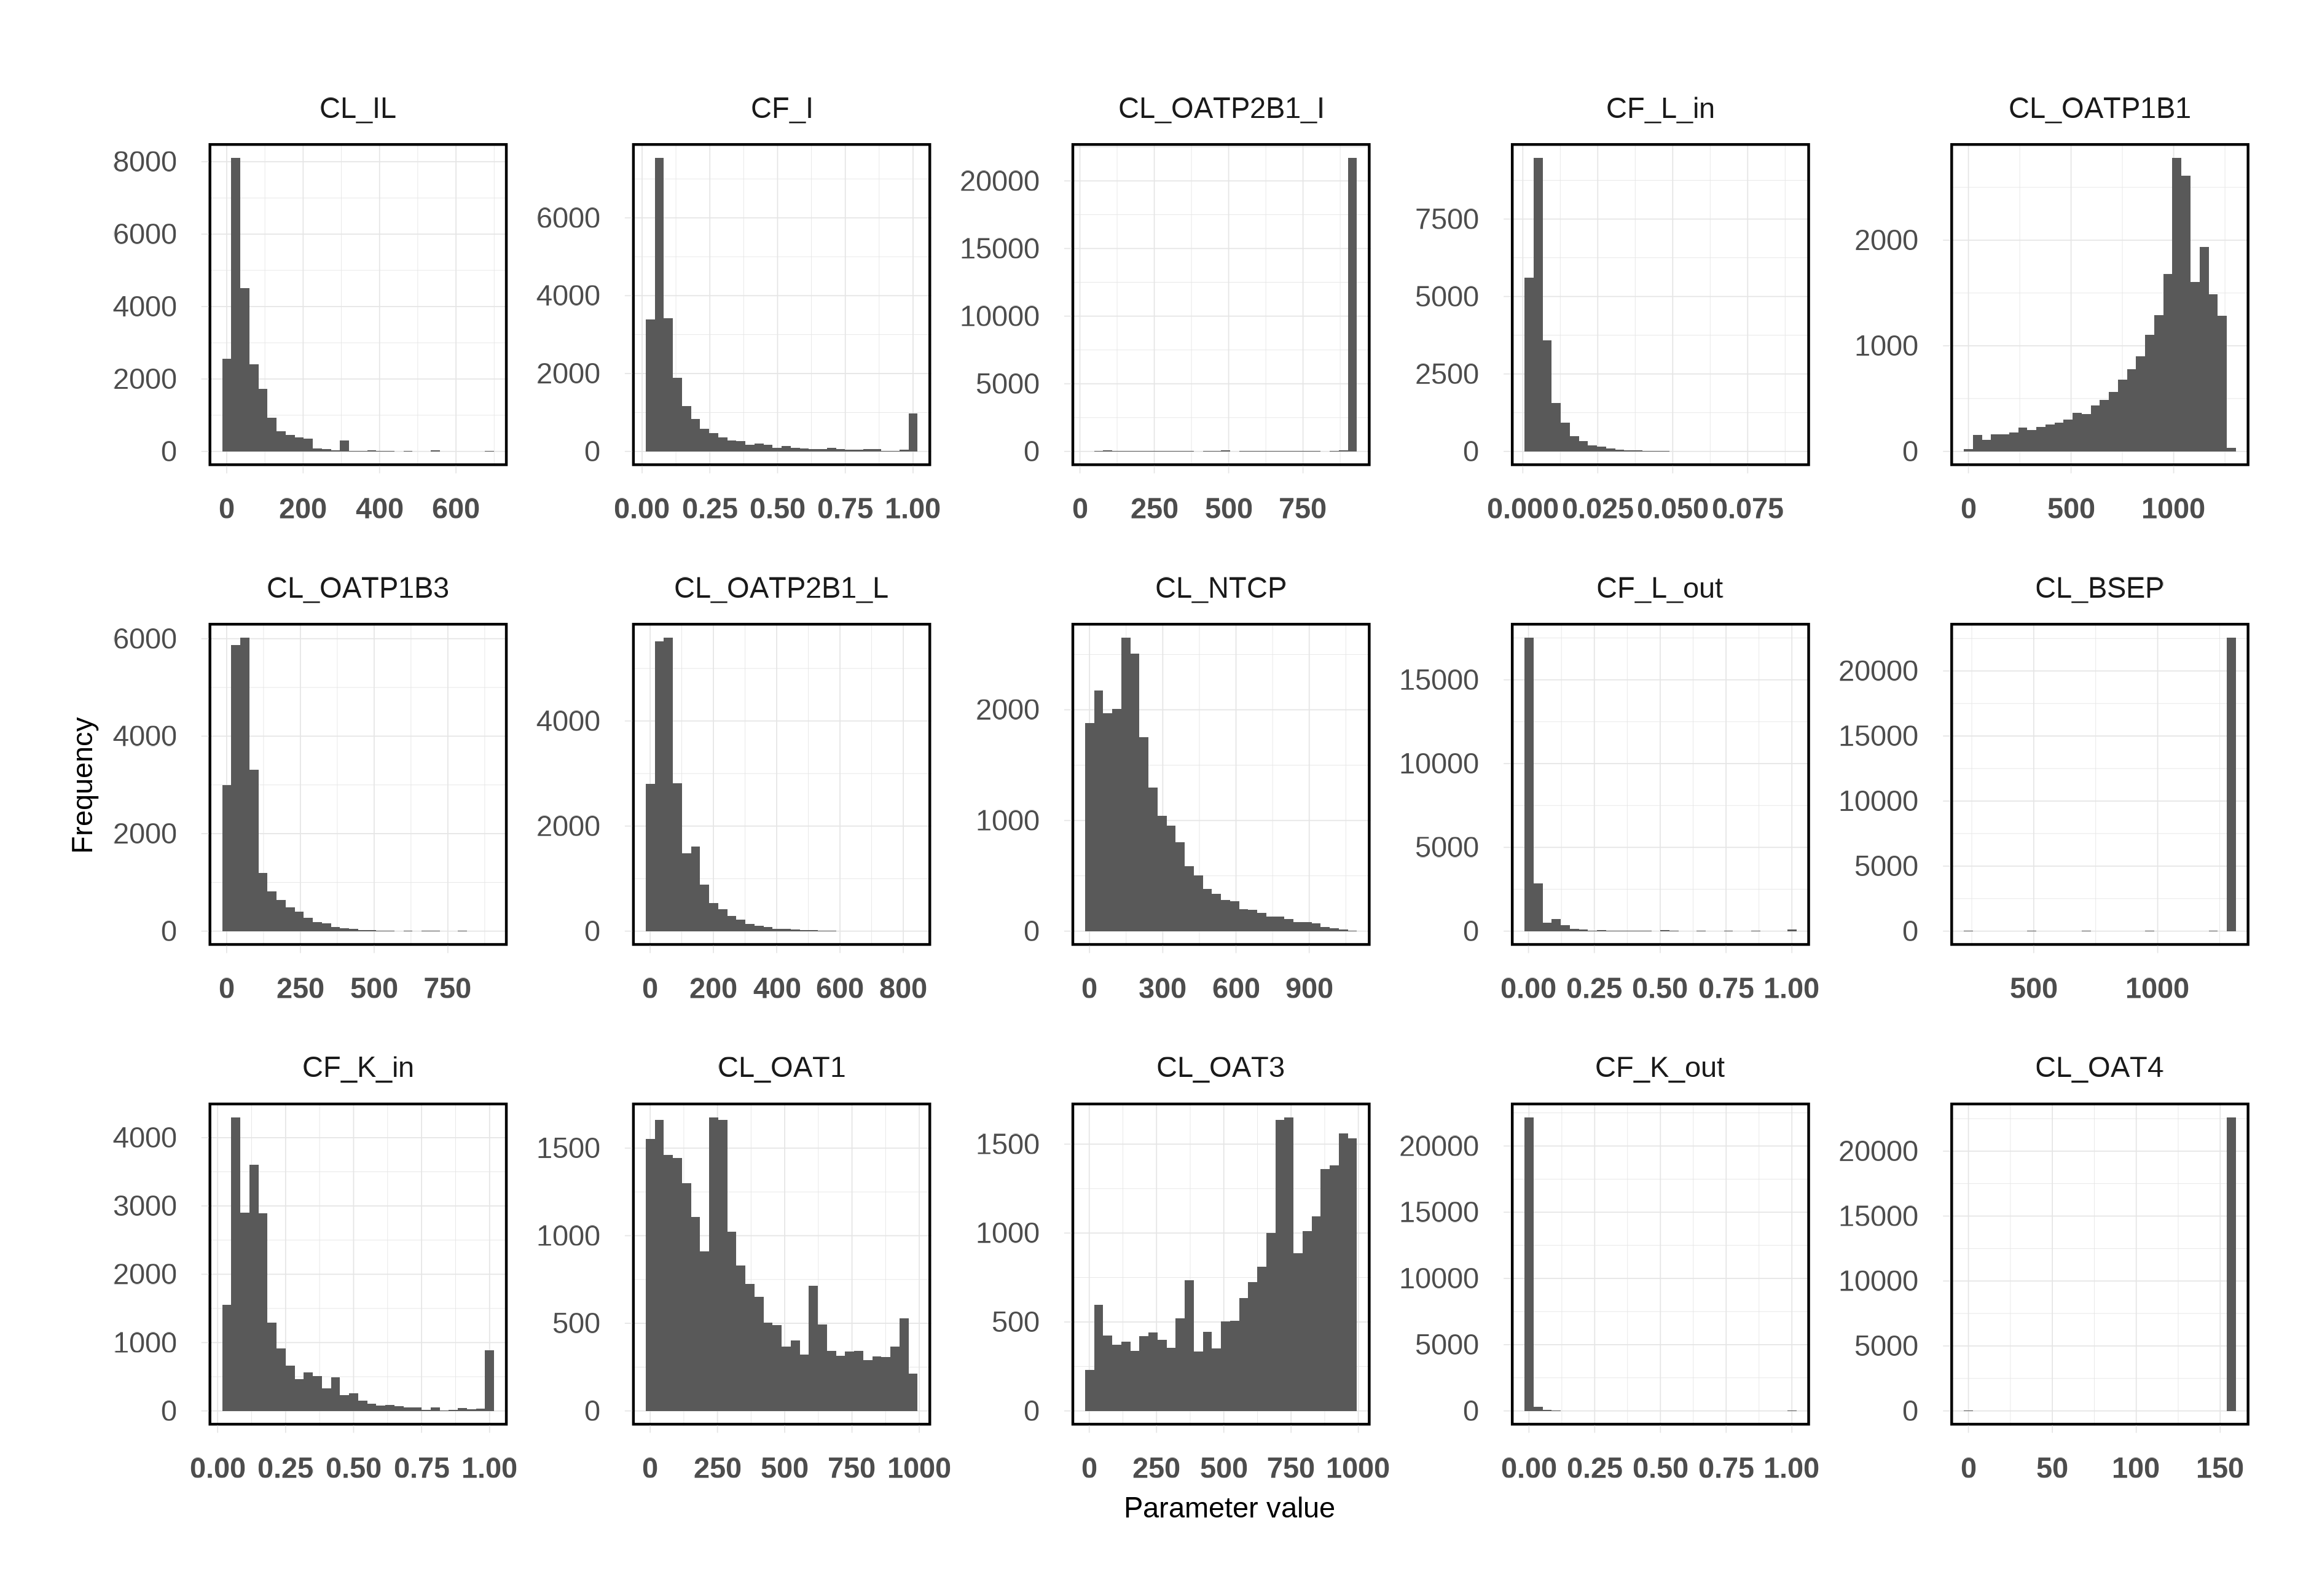 CL_IL CF_I CL_OATP2B1_I CF_L_in CL_OATP1B1
8000 6000 4000 2000 0
6000 4000 2000 0
20000 15000 10000 5000 0
7500 5000 2500 0
2000 1000 0
0 200 400 600
0.00 0.25 0.50 0.75 1.00
0 250 500 750
0.000 0.025 0.050 0.075
0 500 1000
CL_OATP1B3 CL_OATP2B1_L CL_NTCP CF_L_out CL_BSEP
Frequency
6000 4000 2000 0
4000 2000 0
2000 1000 0
15000 10000 5000 0
20000 15000 10000 5000 0
0 250 500 750
0 200 400 600 800
0 300 600 900
0.00 0.25 0.50 0.75 1.00
500 1000
CF_K_in CL_OAT1 CL_OAT3 CF_K_out CL_OAT4
4000 3000 2000 1000 0
1500 1000 500 0
1500 1000 500 0
20000 15000 10000 5000 0
20000 15000 10000 5000 0
0.00 0.25 0.50 0.75 1.00
0 250 500 750 1000
0 250 500 750 1000
0.00 0.25 0.50 0.75 1.00
0 50 100 150
Parameter value